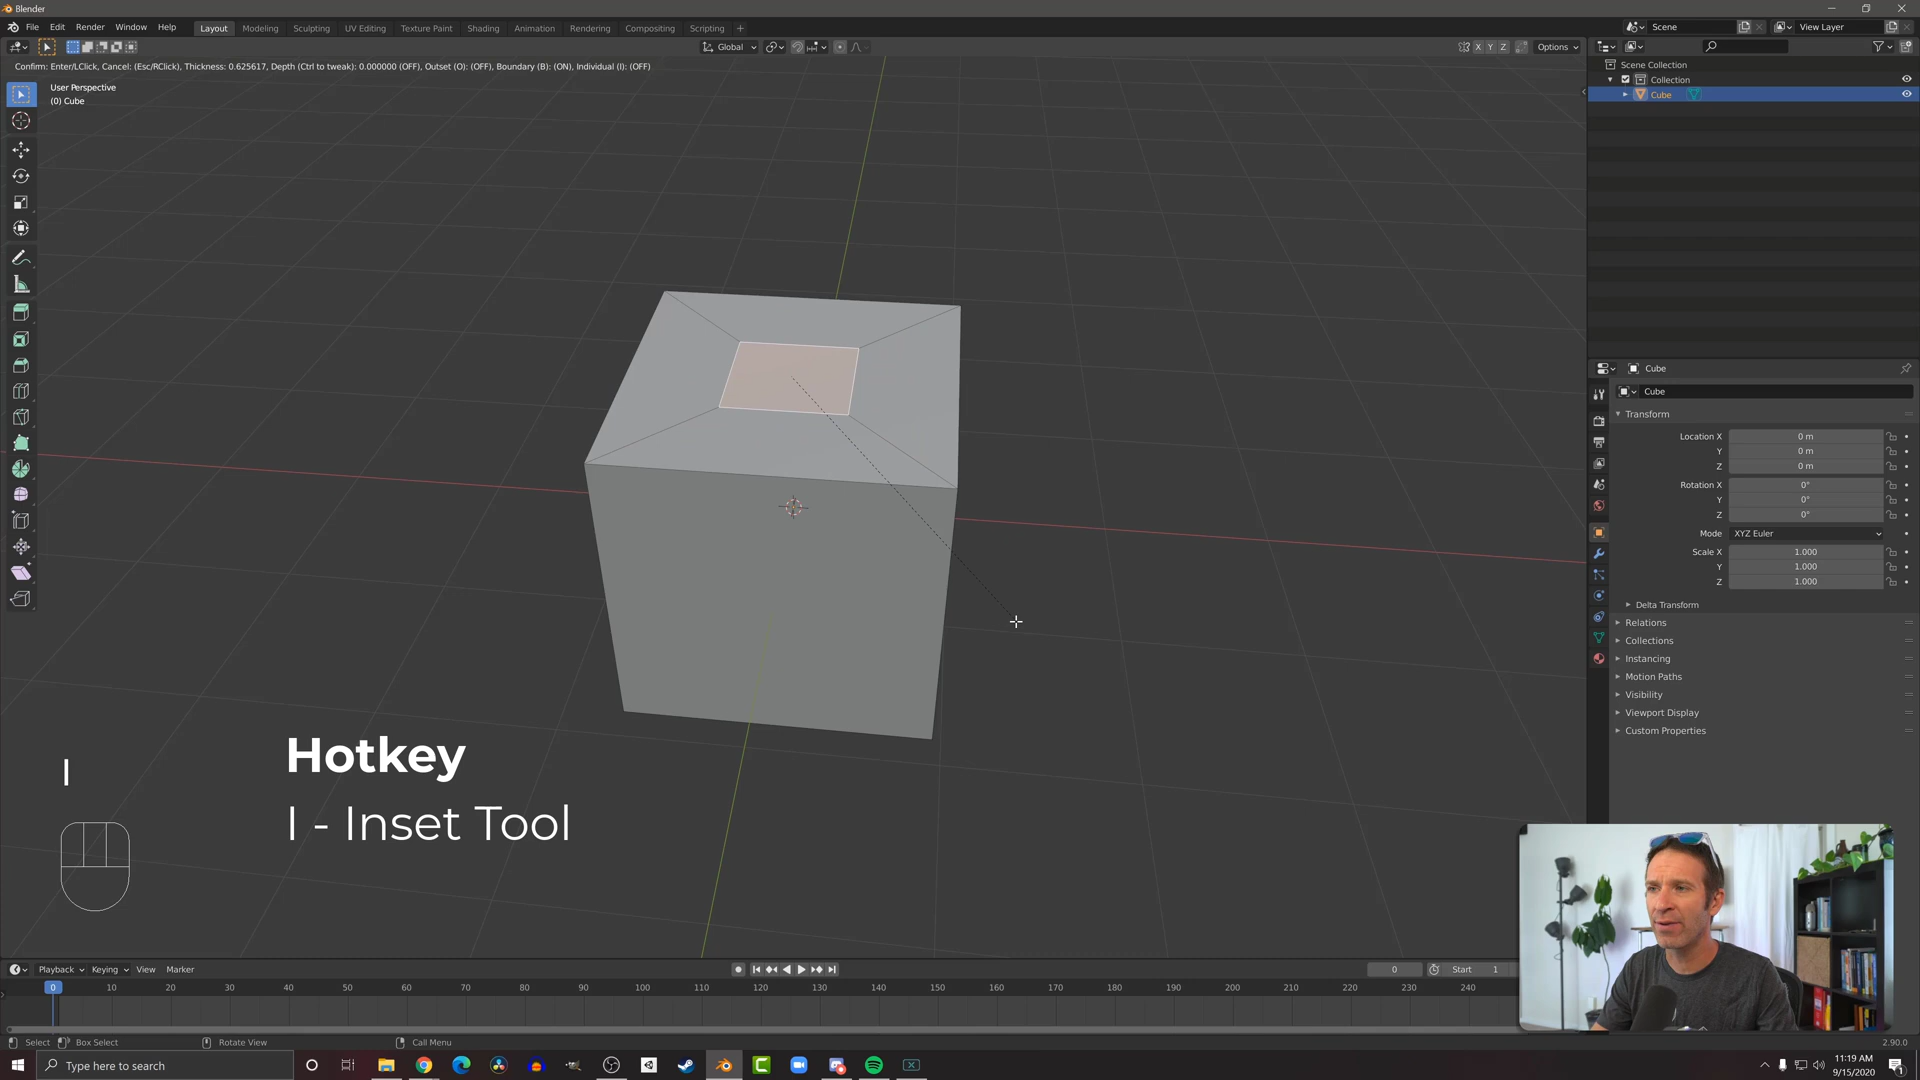 Blender
File Edit Render Window Help
Layout Modeling Sculpting UV Editing Texture Paint Shading Animation Rendering Compositing Scripting +
Scene
View Layer
Global
X Y Z
Options
Confirm: Enter/LClick, Cancel: (Esc/RClick), Thickness: 0.625617, Depth (Ctrl to tweak): 0.000000 (OFF), Outset (O): (OFF), Boundary (B): (ON), Individual (I): (OFF)
User Perspective
(0) Cube
Scene Collection
Collection
Cube
Cube
Cube
Transform
Location X 0 m
Y 0 m
Z 0 m
Rotation X 0°
Y 0°
Z 0°
Mode XYZ Euler
Scale X 1.000
Y 1.000
Z 1.000
Delta Transform
Relations
Collections
Instancing
Motion Paths
Visibility
Viewport Display
Custom Properties
Hotkey
I
I - Inset Tool
Playback Keying View Marker
0
Start 1
0 10 20 30 40 50 60 70 80 90 100 110 120 130 140 150 160 170 180 190 200 210 220 230 240
Select Box Select Rotate View Call Menu
2.90.0
Type here to search
11:19 AM
9/15/2020